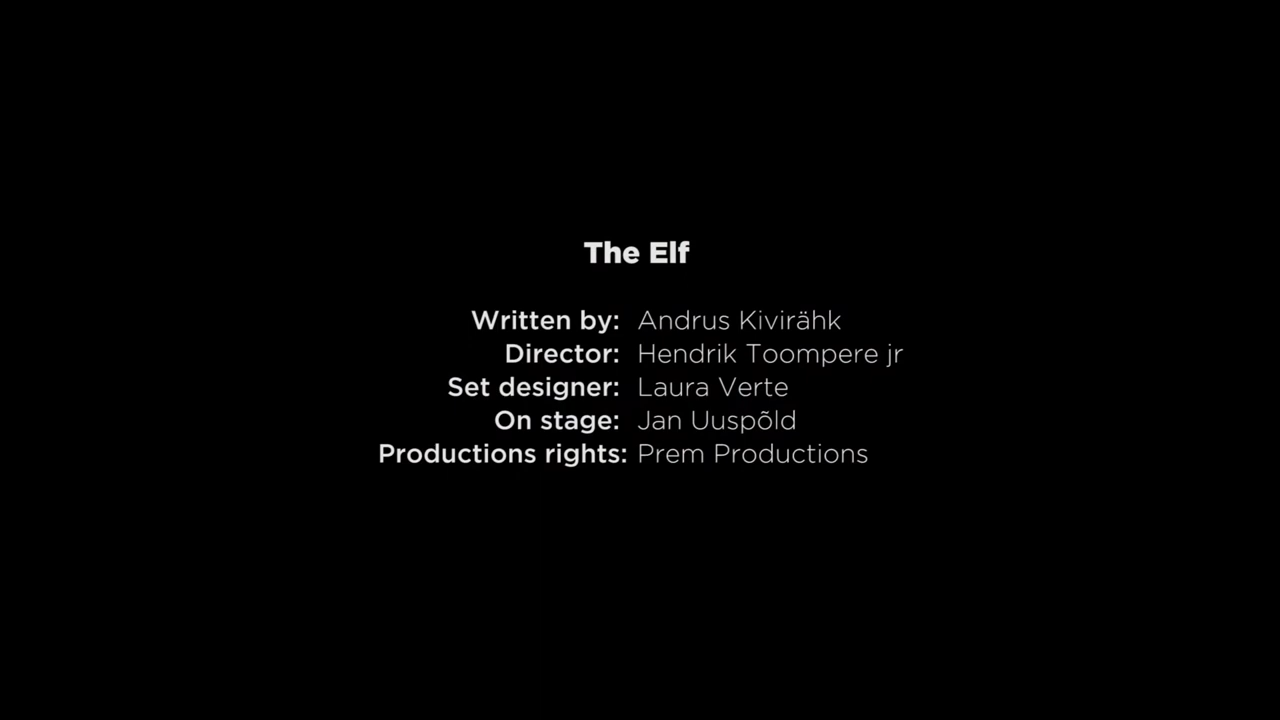 The Elf
Written by: Andrus Kivirähk
Director: Hendrik Toompere jr
Set designer: Laura Verte
On stage: Jan Uuspõld
Productions rights: Prem Productions